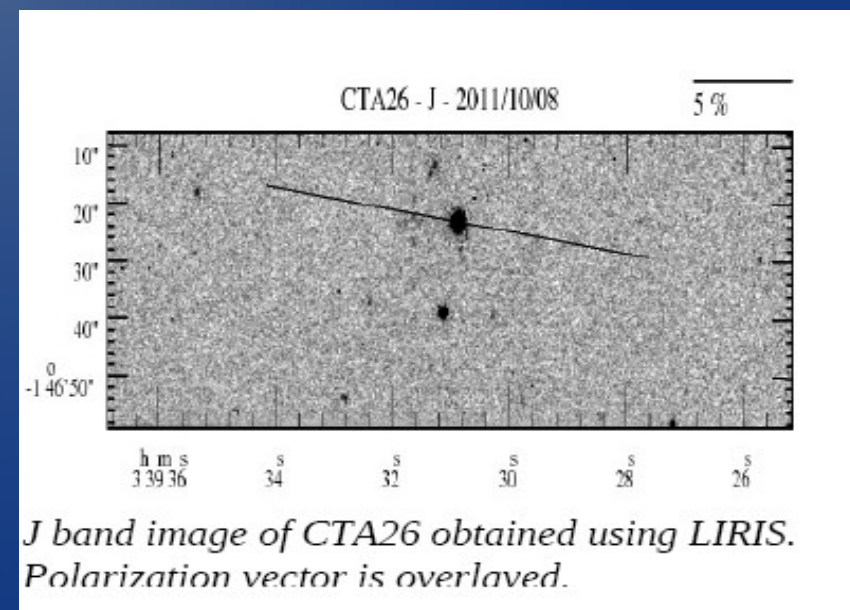 CTA26 - J - 2011/10/08
5 %
10"
20"
30"
40"
o
-1 46'50"
h m s
3 39 36
s
34
s
32
s
30
s
28
s
26
J band image of CTA26 obtained using LIRIS.
Polarization vector is overlayed.